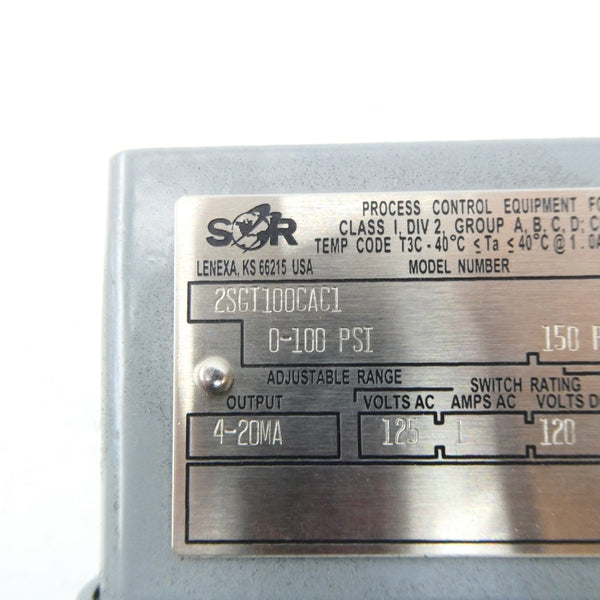 SOR
PROCESS CONTROL EQUIPMENT
CLASS I, DIV 2, GROUP A, B, C, D;
TEMP CODE T3C -40°C ≤ Ta ≤ 40°C @
LENEXA, KS 66215 USA
MODEL NUMBER
2SGT100CAC1
0-100 PSI
150
ADJUSTABLE RANGE
SWITCH RATING
OUTPUT
VOLTS AC
AMPS AC
VOLTS
4-20MA
125
1
120